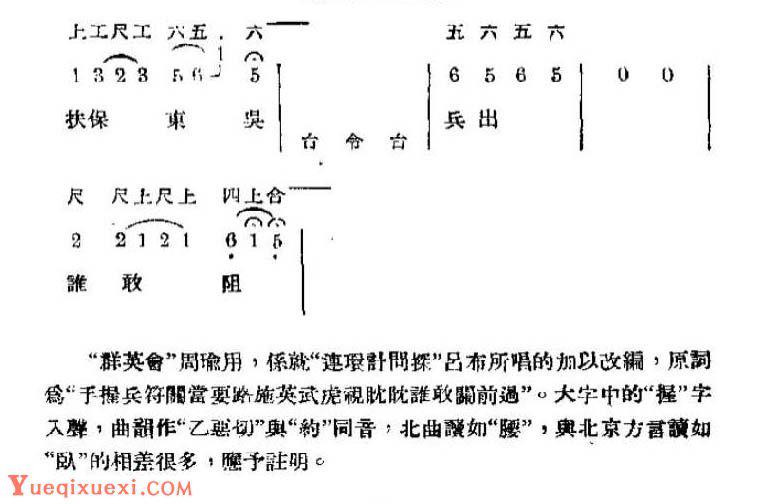 上工尺工 六五 . 六 五六五六
1 3 2 3 5 6 1 5 6 5 6 5 0 0
扶保 東 吳 台 令 台 兵出
尺 尺上尺上 四上合
2 2 1 2 1 6 1 5
誰 敢 阻
“群英會”周瑜用，係就“連環計問探”呂布所唱的加以改編，原詞
爲“手握兵符關當要路施英武虎視眈眈誰敢關前過”。大字中的“握”字
入聲，曲韻作“乙惡切”與“約”同音，北曲讀如“腰”，與北京方言讀如
“臥”的相差很多，應予註明。
Yueqixuexi.com